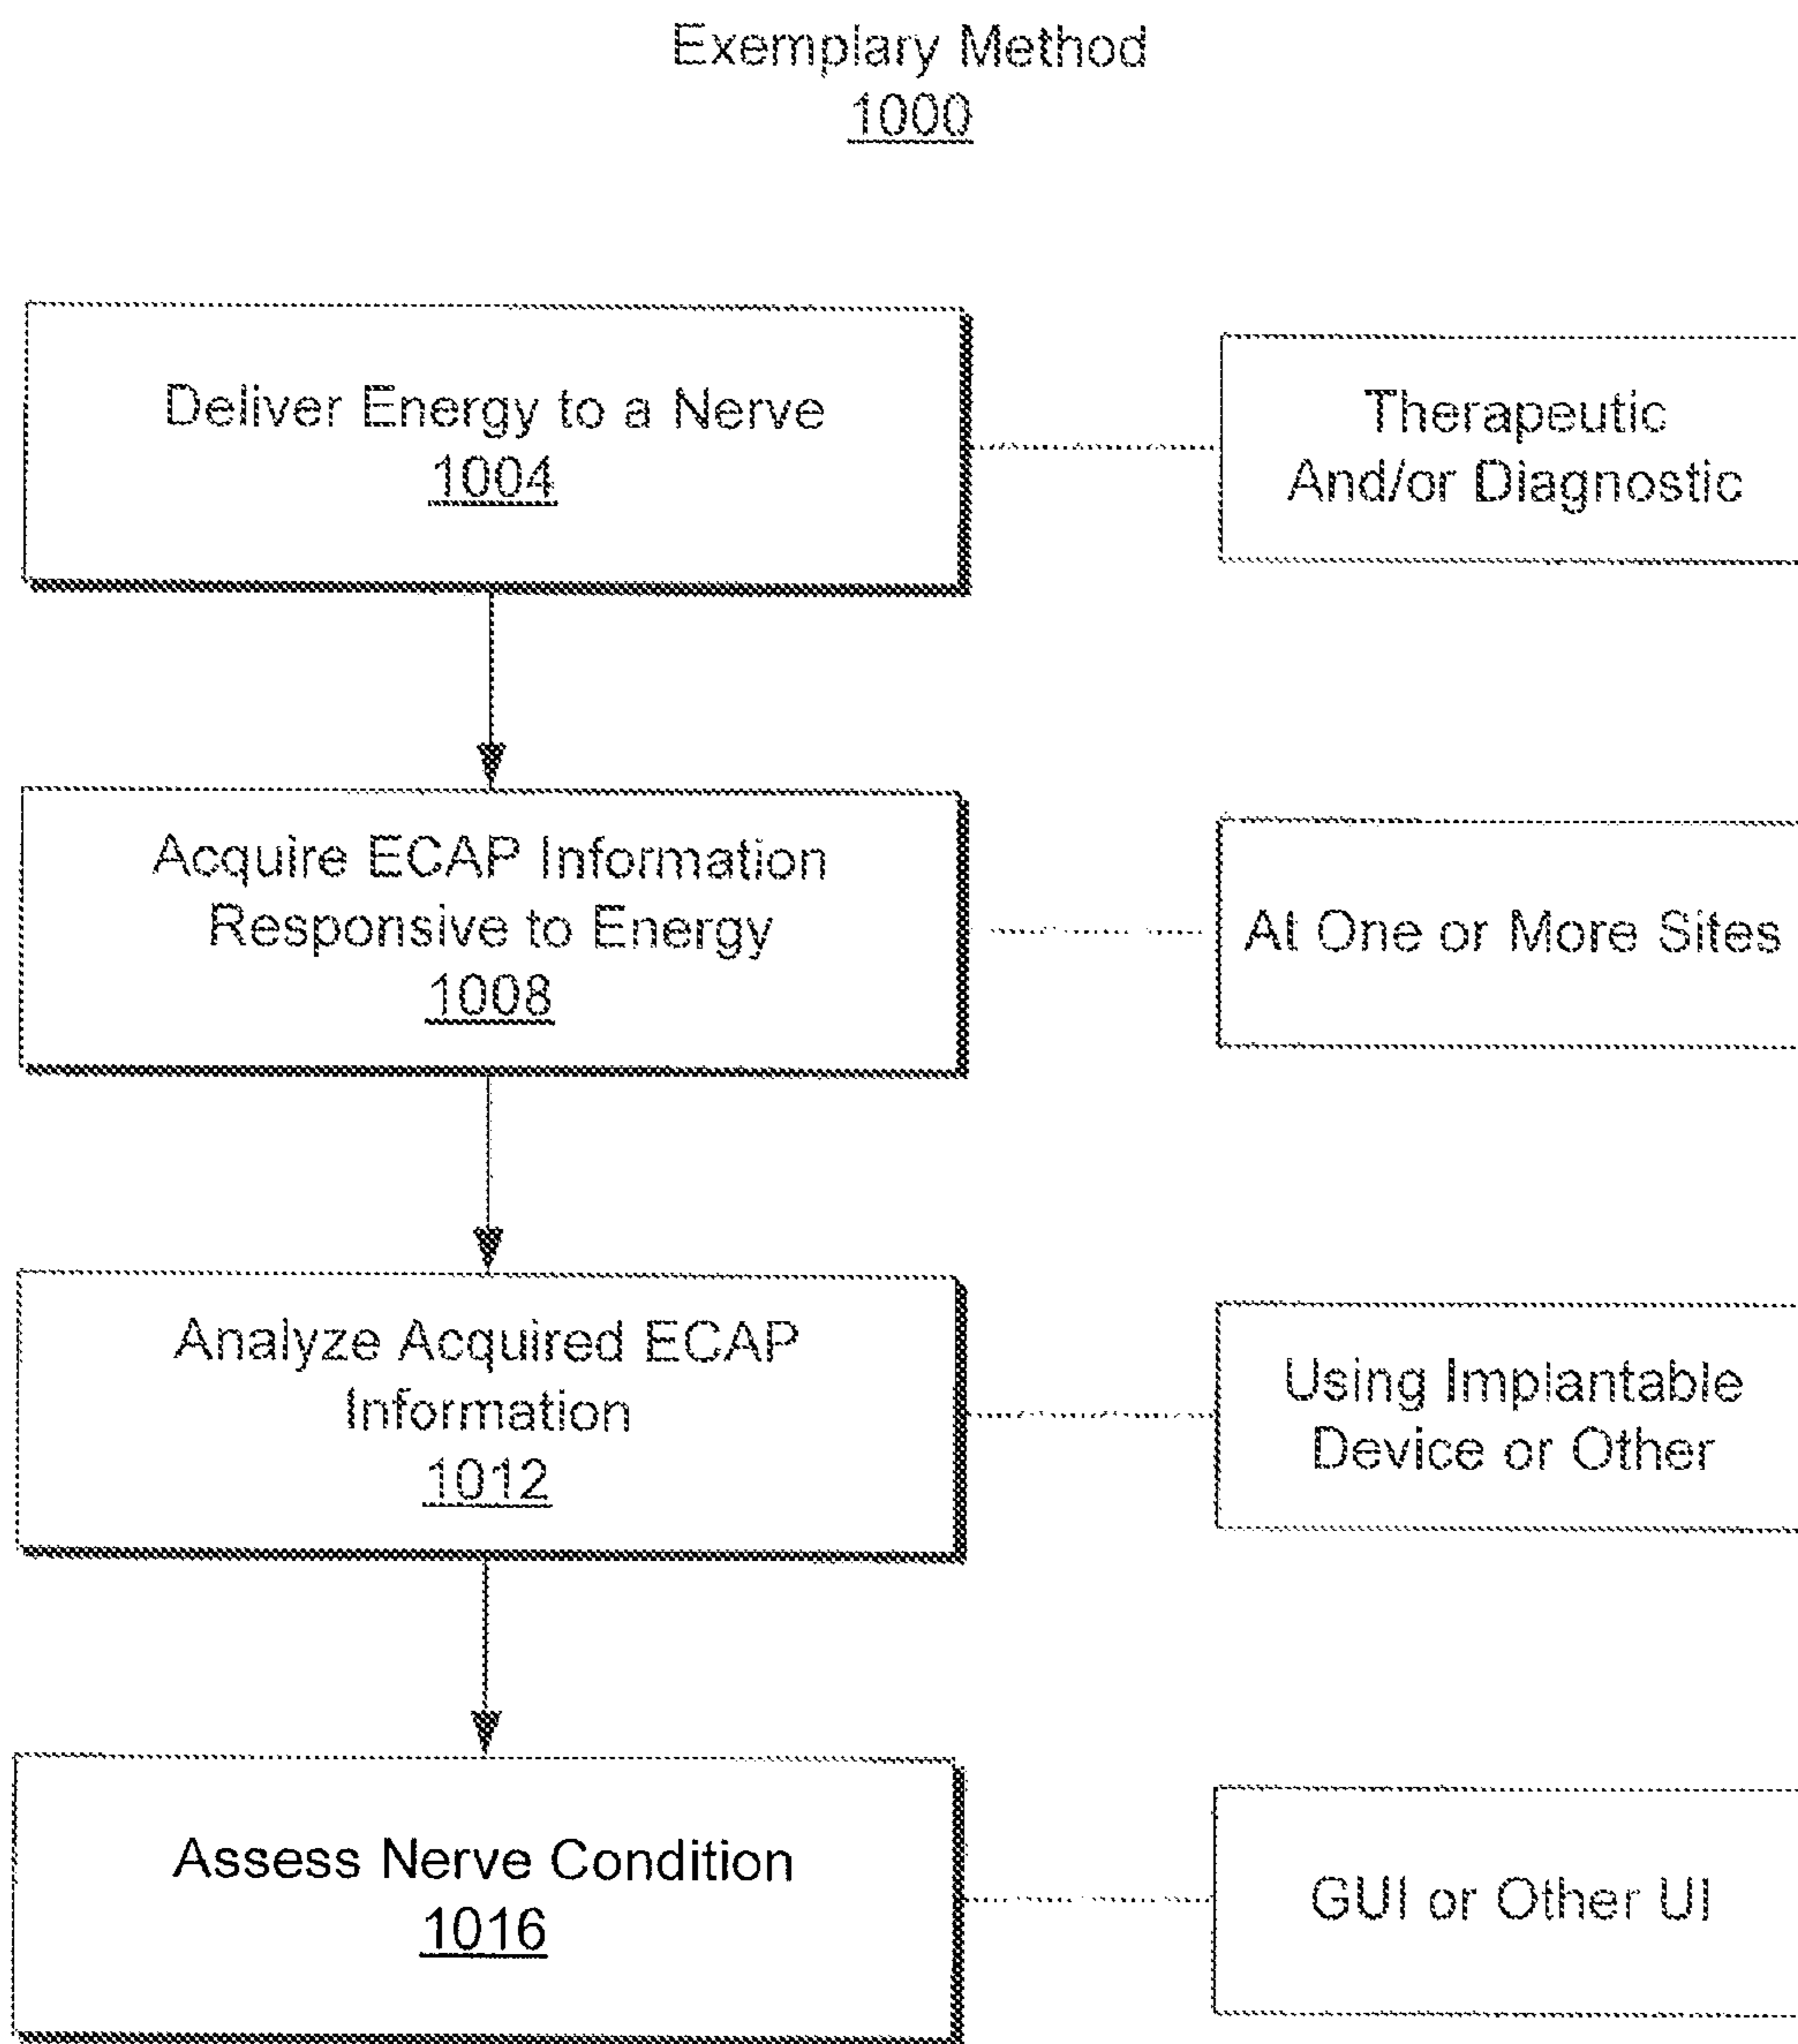 Exemplary Method
1000
Deliver Energy to a Nerve
1004
Therapeutic
And/or Diagnostic
Acquire ECAP Information
Responsive to Energy
1008
At One or More Sites
Analyze Acquired ECAP
Information
1012
Using Implantable
Device or Other
Assess Nerve Condition
1016
GUI or Other UI